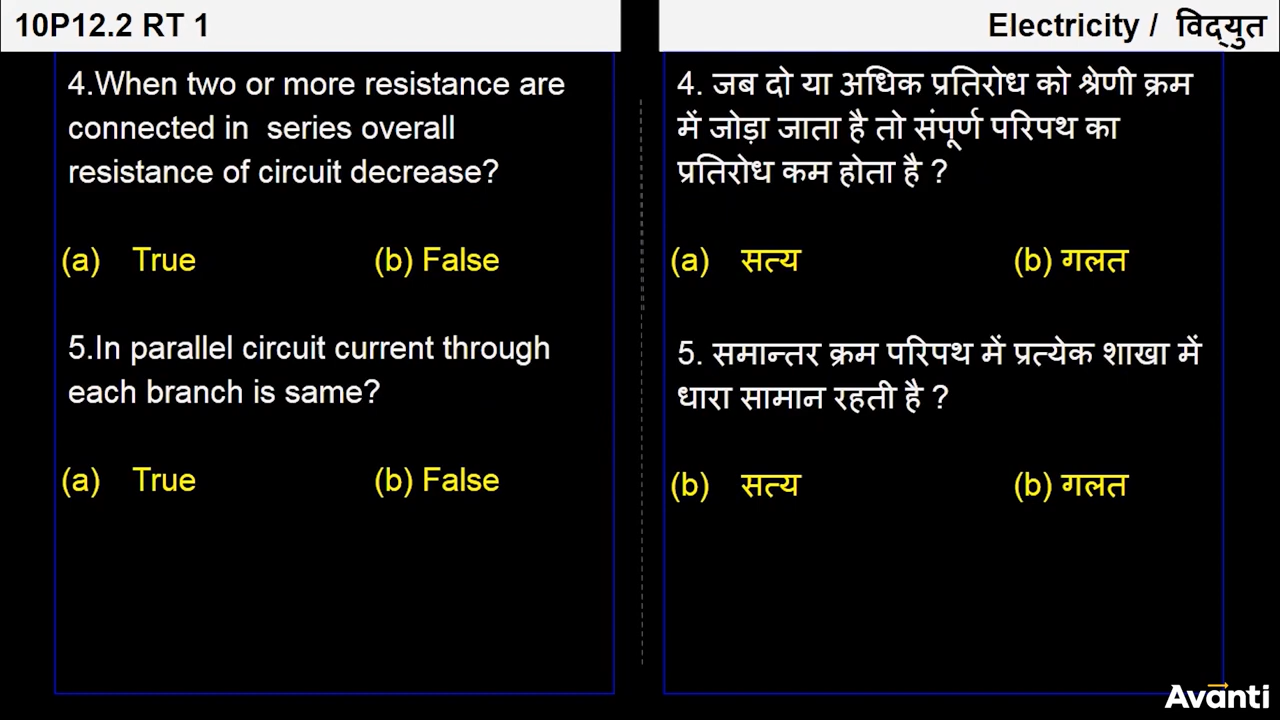 10P12.2 RT 1
Electricity / विद्युत
4.When two or more resistance are
connected in  series overall
resistance of circuit decrease?
(a) True (b) False
5.In parallel circuit current through
each branch is same?
(a) True (b) False
4. जब दो या अधिक प्रतिरोध को श्रेणी क्रम
में जोड़ा जाता है तो संपूर्ण परिपथ का
प्रतिरोध कम होता है ?
(a) सत्य (b) गलत
5. समान्तर क्रम परिपथ में प्रत्येक शाखा में
धारा सामान रहती है ?
(b) सत्य (b) गलत
Avanti